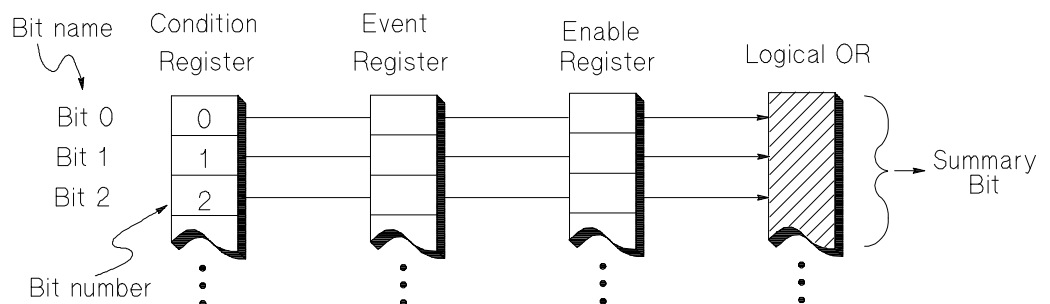 Bit name
Condition
Register
Event
Register
Enable
Register
Logical OR
Bit 0
0
Bit 1
1
Bit 2
2
Summary
Bit
Bit number